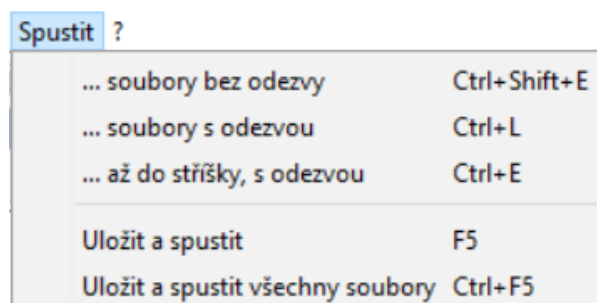 Spustit ?
... soubory bez odezvy Ctrl+Shift+E
... soubory s odezvou Ctrl+L
... až do stříšky, s odezvou Ctrl+E
Uložit a spustit F5
Uložit a spustit všechny soubory Ctrl+F5